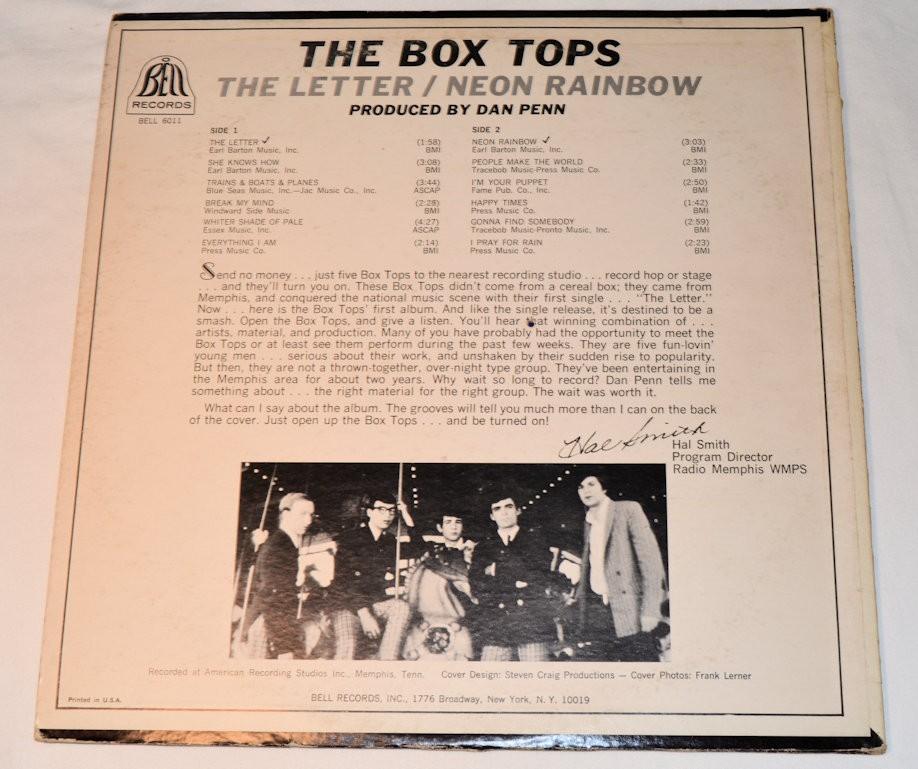 THE BOX TOPS
THE LETTER / NEON RAINBOW
PRODUCED BY DAN PENN
BELL
RECORDS
BELL 6011
SIDE 1
THE LETTER ✓ (1:58)
Earl Barton Music, Inc. BMI
SHE KNOWS HOW (3:08)
Earl Barton Music, Inc. BMI
TRAINS & BOATS & PLANES (3:44)
Blue Seas Music, Inc.—Jac Music Co., Inc. ASCAP
BREAK MY MIND (2:28)
Windward Side Music BMI
WHITER SHADE OF PALE (4:27)
Essex Music, Inc. ASCAP
EVERYTHING I AM (2:14)
Press Music Co. BMI
SIDE 2
NEON RAINBOW ✓ (3:03)
Earl Barton Music, Inc. BMI
PEOPLE MAKE THE WORLD (2:33)
Tracebob Music-Press Music Co. BMI
I'M YOUR PUPPET (2:50)
Fame Pub. Co., Inc. BMI
HAPPY TIMES (1:42)
Press Music Co. BMI
GONNA FIND SOMEBODY (2:59)
Tracebob Music-Pronto Music, Inc. BMI
I PRAY FOR RAIN (2:23)
Press Music Co. BMI
Send no money . . . just five Box Tops to the nearest recording studio . . . record hop or stage
. . . and they'll turn you on. These Box Tops didn't come from a cereal box; they came from
Memphis, and conquered the national music scene with their first single . . . "The Letter."
Now . . . here is the Box Tops' first album. And like the single release, it's destined to be a
smash. Open the Box Tops, and give a listen. You'll hear that winning combination of . . .
artists, material, and production. Many of you have probably had the opportunity to meet the
Box Tops or at least see them perform during the past few weeks. They are five fun-lovin'
young men . . . serious about their work, and unshaken by their sudden rise to popularity.
But then, they are not a thrown-together, over-night type group. They've been entertaining in
the Memphis area for about two years. Why wait so long to record? Dan Penn tells me
something about . . . the right material for the right group. The wait was worth it.
What can I say about the album. The grooves will tell you much more than I can on the back
of the cover. Just open up the Box Tops . . . and be turned on!
Hal Smith
Hal Smith
Program Director
Radio Memphis WMPS
Recorded at American Recording Studios Inc., Memphis, Tenn. Cover Design: Steven Craig Productions — Cover Photos: Frank Lerner
Printed in U.S.A.
BELL RECORDS, INC., 1776 Broadway, New York, N. Y. 10019